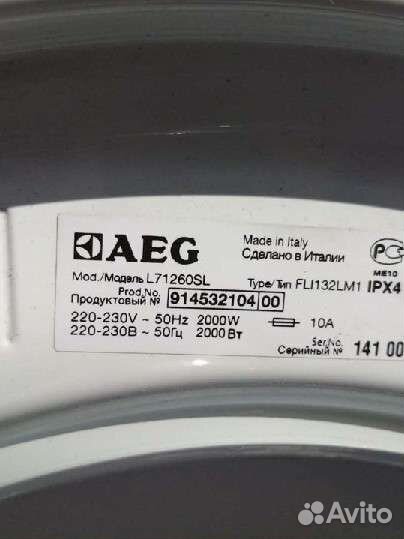 AEG
Made in Italy
Сделано в Италии
Mod./Модель L71260SL
Type/Тип FLI132LM1 IPX4
ME10
Prod.No.
Продуктовый № 914532104 00
220-230V ~ 50Hz 2000W
10A
220-230В ~ 50Гц 2000Вт
Ser.No.
Серийный № 141 00
Avito